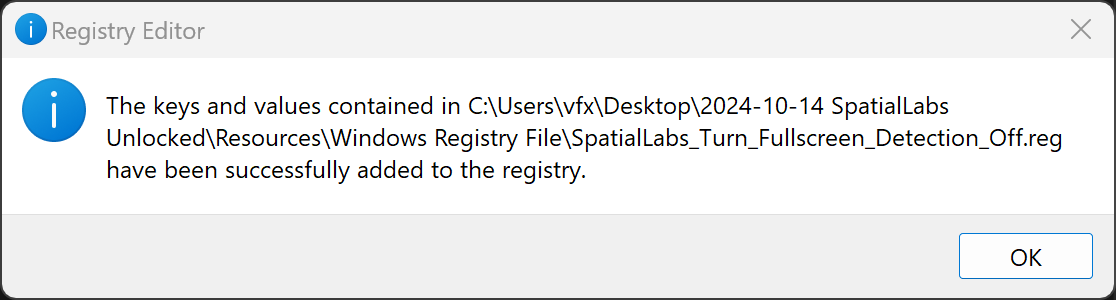 Registry Editor
The keys and values contained in C:\Users\vfx\Desktop\2024-10-14 SpatialLabs
Unlocked\Resources\Windows Registry File\SpatialLabs_Turn_Fullscreen_Detection_Off.reg
have been successfully added to the registry.
OK